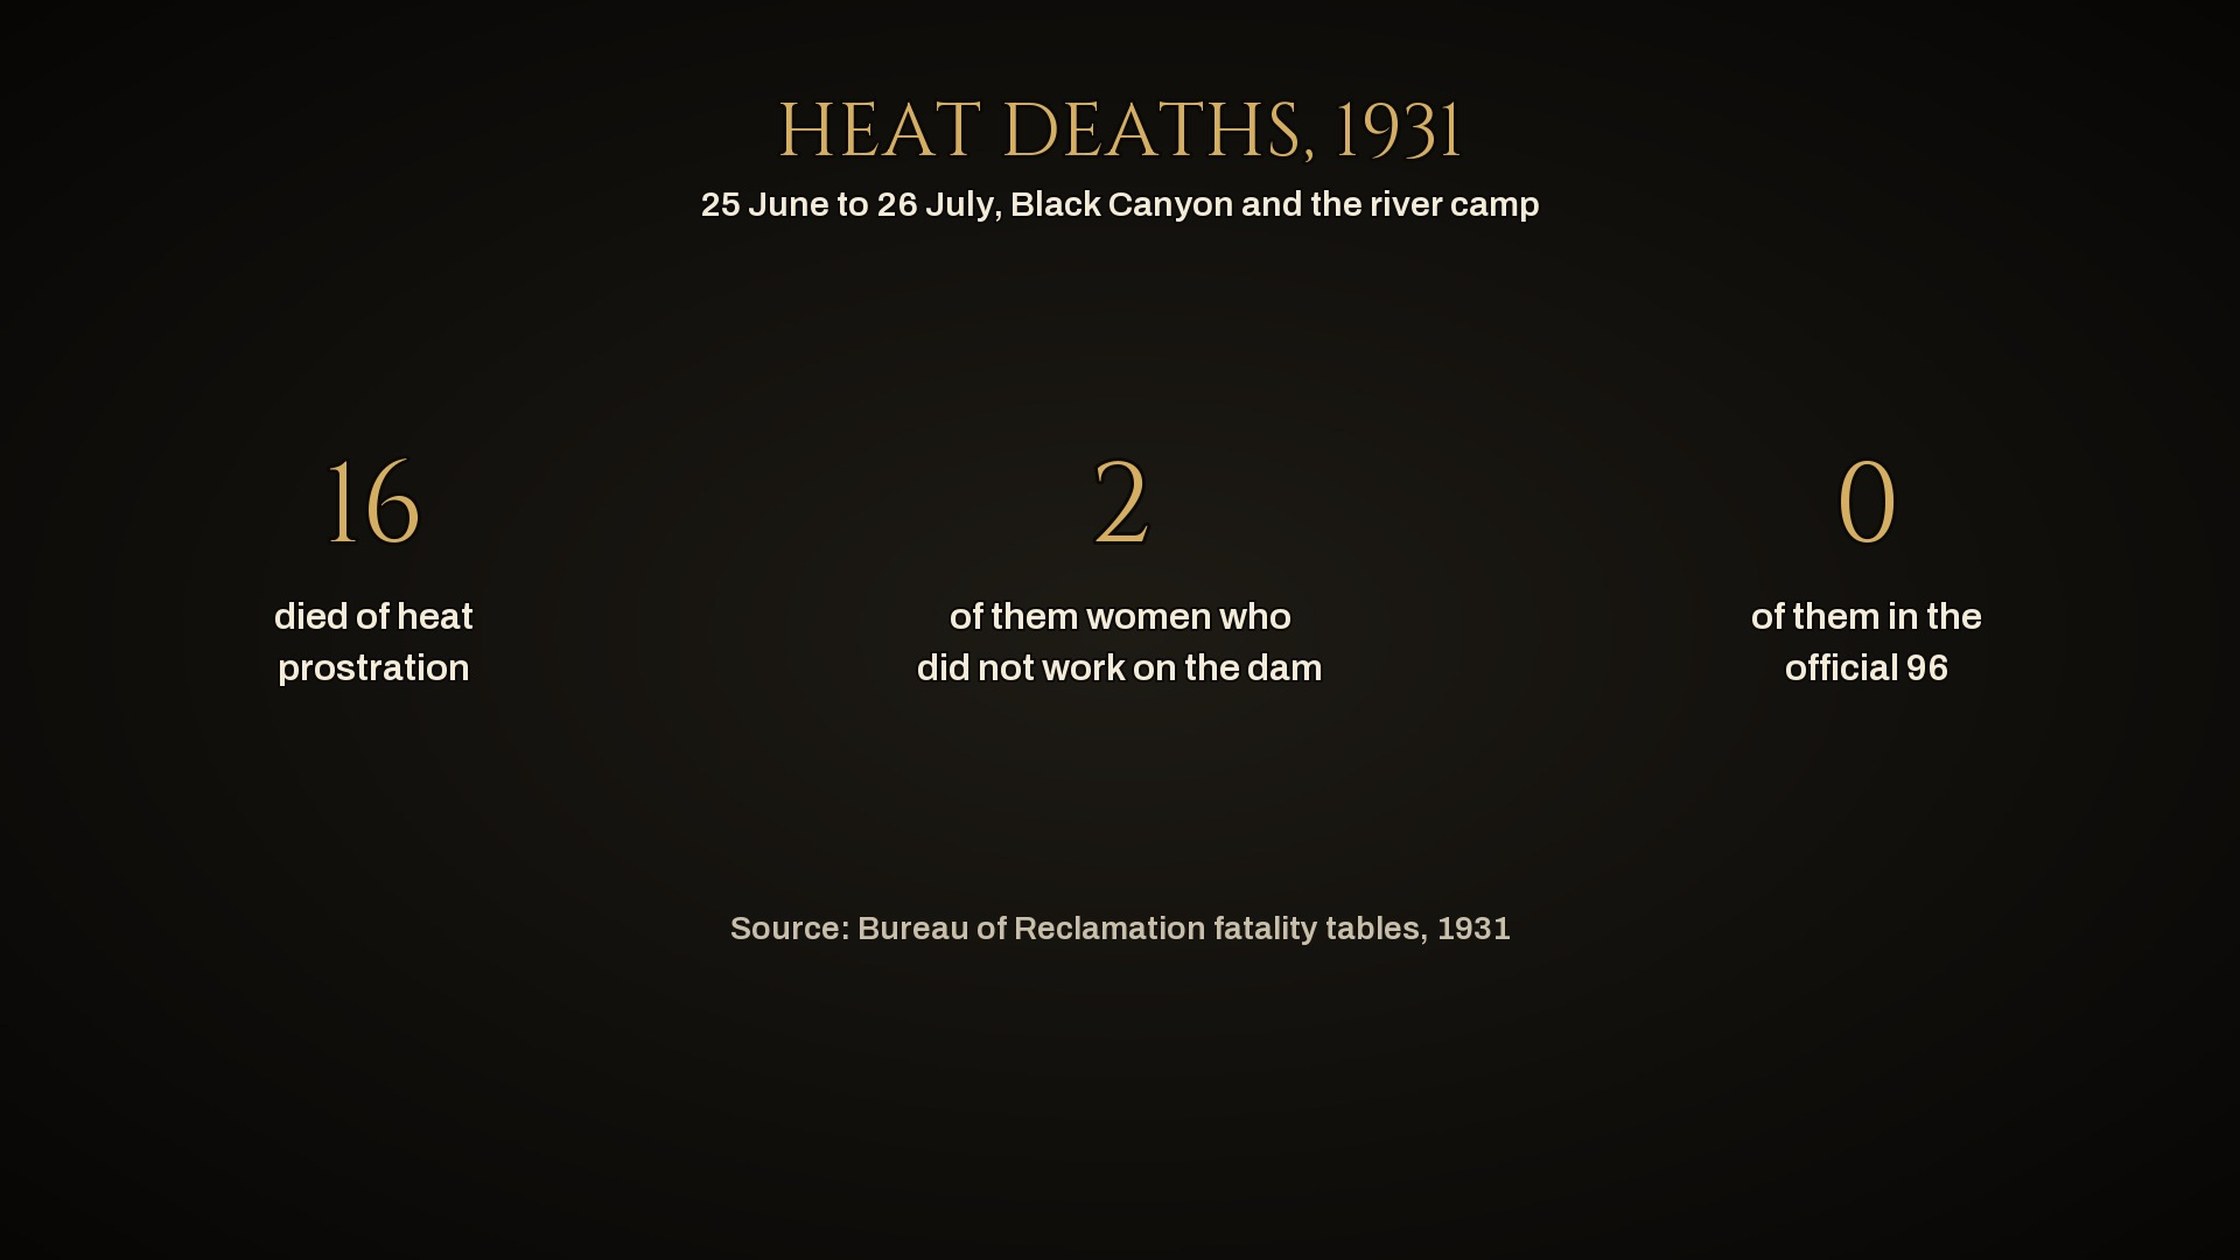 HEAT DEATHS, 1931
25 June to 26 July, Black Canyon and the river camp
16
died of heat
prostration
2
of them women who
did not work on the dam
0
of them in the
official 96
Source: Bureau of Reclamation fatality tables, 1931